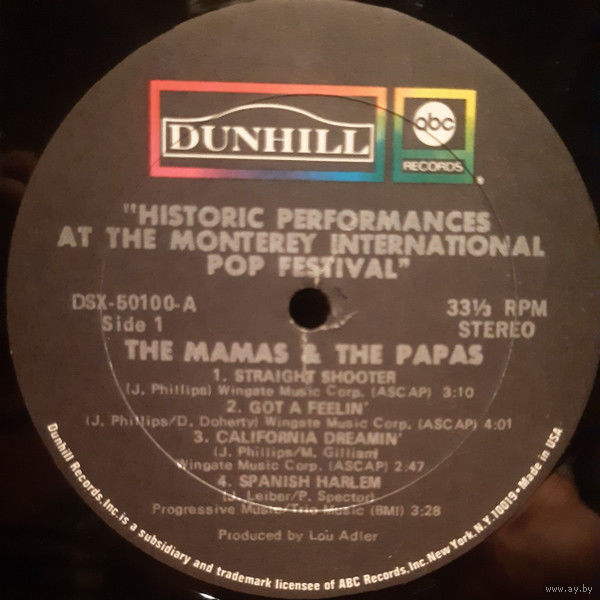 DUNHILL
abc
RECORDS
"HISTORIC PERFORMANCES
AT THE MONTEREY INTERNATIONAL
POP FESTIVAL"
DSX-50100-A
Side 1
33⅓ RPM
STEREO
THE MAMAS & THE PAPAS
1. STRAIGHT SHOOTER
(J. Phillips) Wingate Music Corp. (ASCAP) 3:10
2. GOT A FEELIN'
(J. Phillips/D. Doherty) Wingate Music Corp. (ASCAP) 4:01
3. CALIFORNIA DREAMIN'
(J. Phillips/M. Gilliam)
Wingate Music Corp. (ASCAP) 2:47
4. SPANISH HARLEM
(J. Leiber/P. Spector)
Progressive Music/Trio Music (BMI) 3:28
Produced by Lou Adler
Dunhill Records, Inc. is a subsidiary and trademark licensee of ABC Records, Inc. New York, N.Y. 10019 • Made in USA
www.ay.by